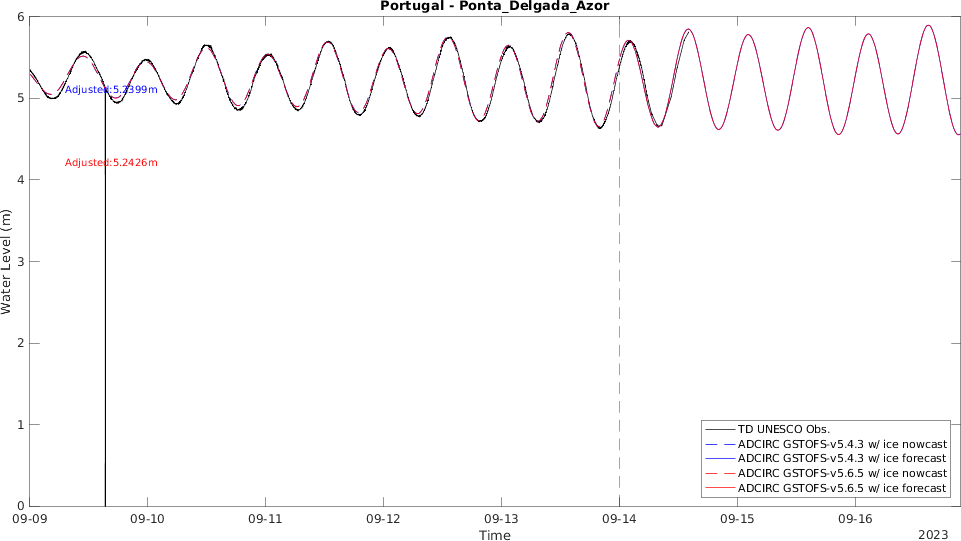 Portugal - Ponta_Delgada_Azor
6
5
4
3
2
1
0
Water Level (m)
Adjusted:5.2399m
Adjusted:5.2426m
TD UNESCO Obs.
ADCIRC GSTOFS-v5.4.3 w/ ice nowcast
ADCIRC GSTOFS-v5.4.3 w/ ice forecast
ADCIRC GSTOFS-v5.6.5 w/ ice nowcast
ADCIRC GSTOFS-v5.6.5 w/ ice forecast
09-09 09-10 09-11 09-12 09-13 09-14 09-15 09-16
Time
2023